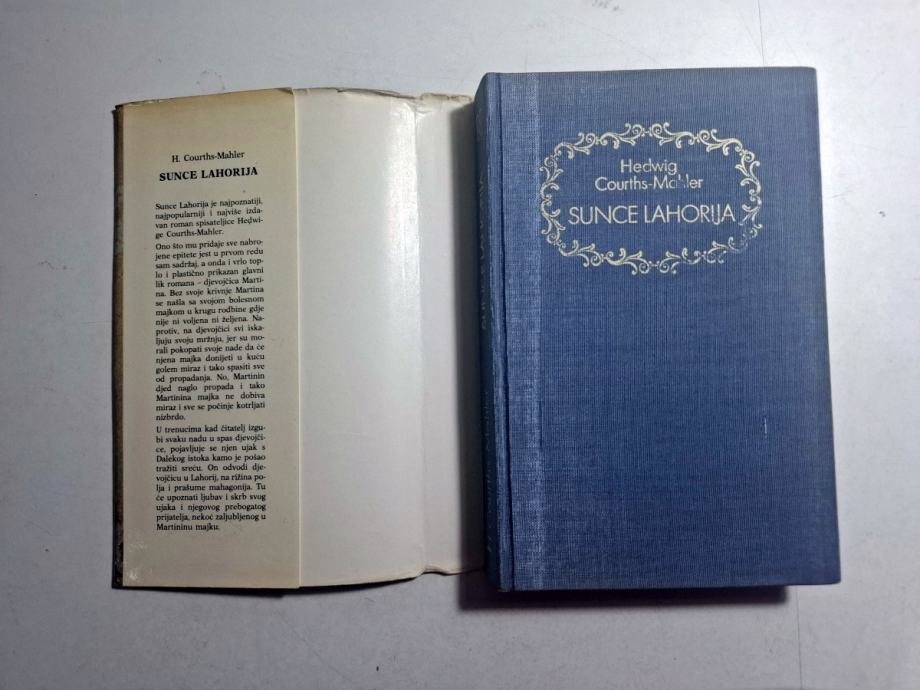 H. Courths-Mahler
SUNCE LAHORIJA
Sunce Lahorija je najpoznatiji,
najpopularniji i najviše izda-
van roman spisateljice Hedwi-
ge Courths-Mahler.
Ono što mu pridaje sve nabro-
jene epitete jest u prvom redu
sam sadržaj, a onda i vrlo top-
lo i plastično prikazan glavni
lik romana – djevojčica Marti-
na. Bez svoje krivnje Martina
se našla sa svojom bolesnom
majkom u krugu rodbine gdje
nije ni voljena ni željena. Na-
protiv, na djevojčici svi iska-
ljuju svoju mržnju, jer su mo-
rali pokopati svoje nade da će
njena majka donijeti u kuću
golem miraz i tako spasiti sve
od propadanja. No, Martinin
djed naglo propada i tako
Martinina majka ne dobiva
miraz i sve se počinje kotrljati
nizbrdo.
U trenucima kad čitatelj izgu-
bi svaku nadu u spas djevojči-
ce, pojavljuje se njen ujak s
Dalekog istoka kamo je pošao
tražiti sreću. On odvodi dje-
vojčicu u Lahorij, na rižina po-
lja i prašume mahagonija. Tu
će upoznati ljubav i skrb svog
ujaka i njegovog prebogatog
prijatelja, nekoć zaljubljenog u
Martininu majku.
Hedwig
Courths-Mahler
SUNCE LAHORIJA